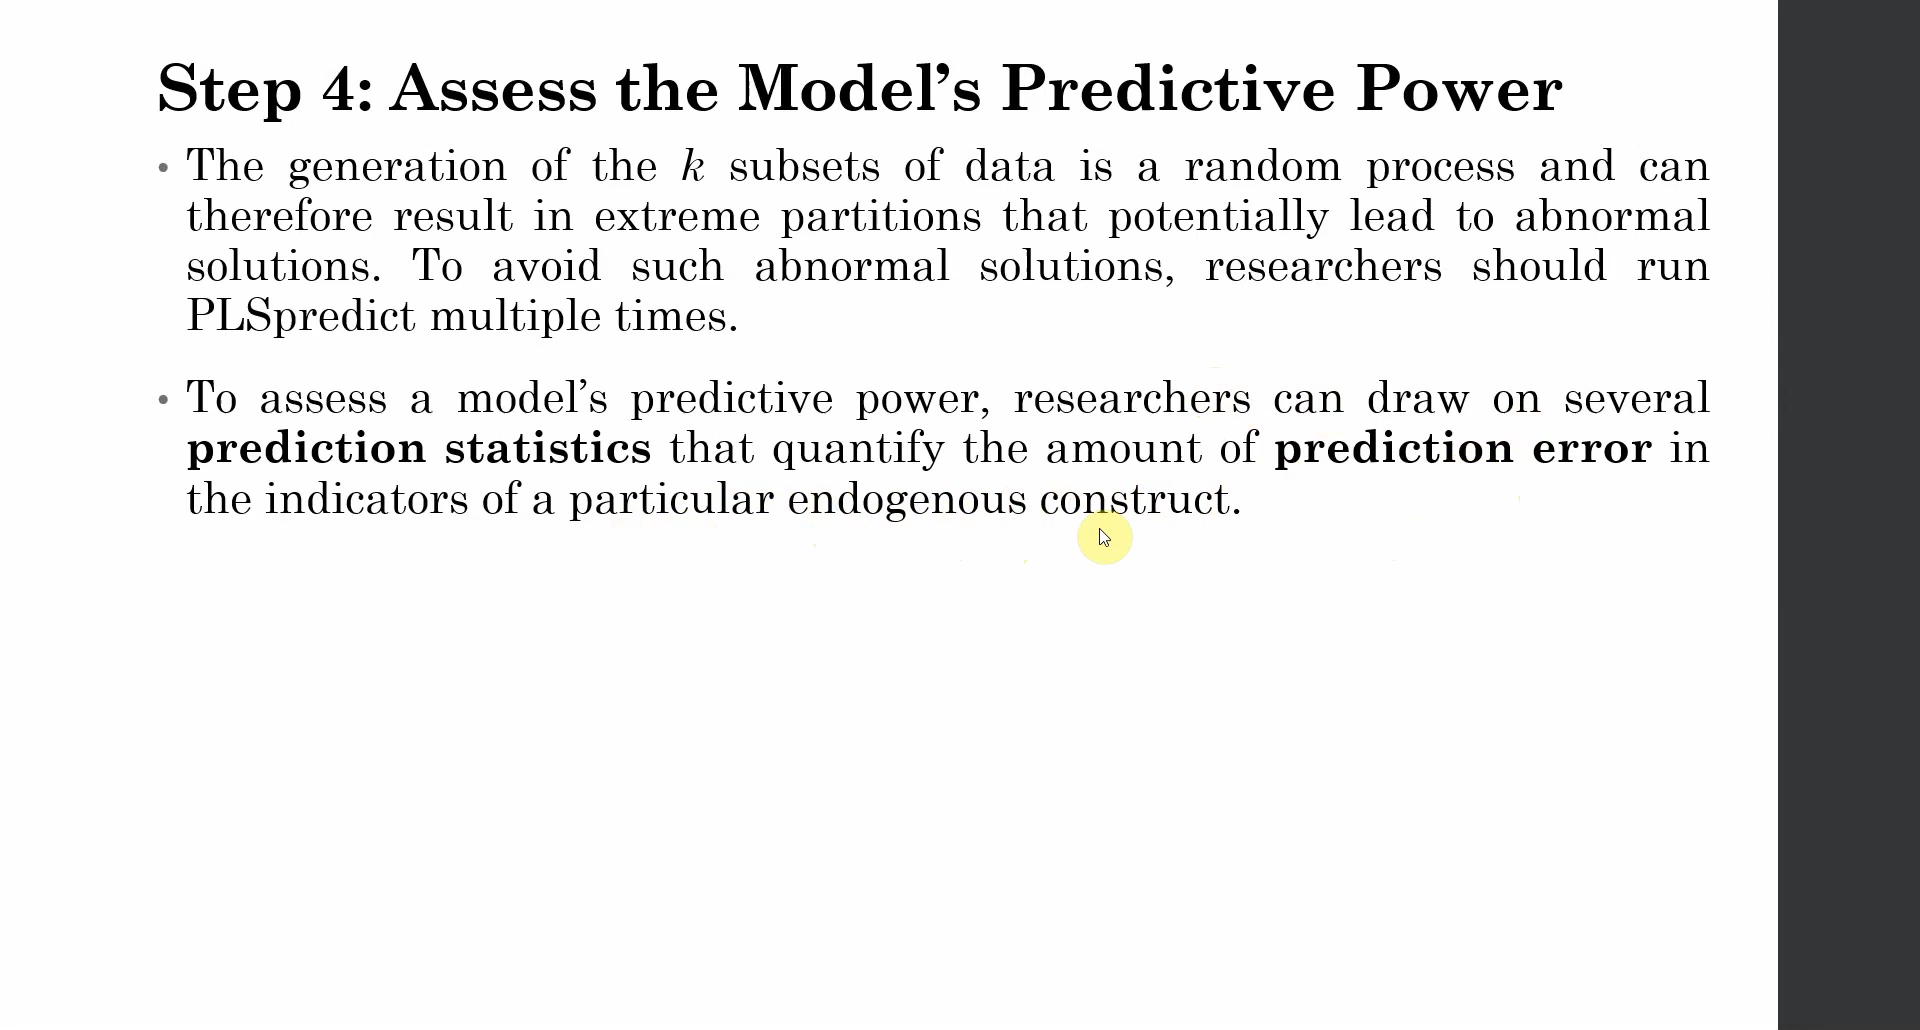 Step 4: Assess the Model’s Predictive Power
• The generation of the k subsets of data is a random process and can
therefore result in extreme partitions that potentially lead to abnormal
solutions. To avoid such abnormal solutions, researchers should run
PLSpredict multiple times.
• To assess a model’s predictive power, researchers can draw on several
prediction statistics that quantify the amount of prediction error in
the indicators of a particular endogenous construct.